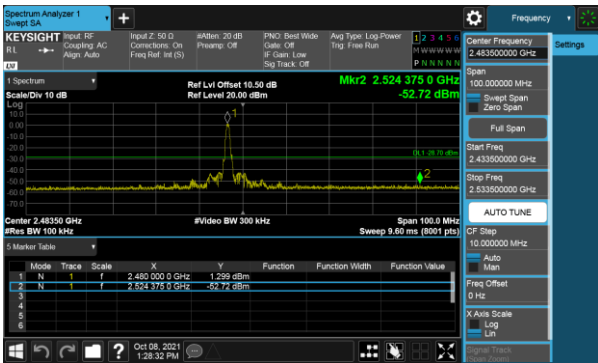 Spectrum Analyzer 1
Swept SA
Frequency
KEYSIGHT
Input: RF
Input Z: 50 Ω
#Atten: 20 dB
PNO: Best Wide
Avg Type: Log-Power
1 2 3 4 5 6
RL
Coupling: AC
Corrections: On
Preamp: Off
Gate: Off
Trig: Free Run
M W W W W W
Align: Auto
Freq Ref: Int (S)
IF Gain: Low
Sig Track: Off
P N N N N N
Center Frequency
2.483500000 GHz
Settings
1 Spectrum
Ref Lvl Offset 10.50 dB
Mkr2 2.524 375 0 GHz
Scale/Div 10 dB
Ref Level 20.00 dBm
-52.72 dBm
Log
10.0
0.00
-10.0
-20.0
-30.0
-40.0
-50.0
-60.0
-70.0
1
DL1 -28.70 dBm
2
Center 2.48350 GHz
#Video BW 300 kHz
Span 100.0 MHz
#Res BW 100 kHz
Sweep 9.60 ms (8001 pts)
Span
100.000000 MHz
Swept Span
Zero Span
Full Span
Start Freq
2.433500000 GHz
Stop Freq
2.533500000 GHz
AUTO TUNE
CF Step
10.000000 MHz
Auto
Man
Freq Offset
0 Hz
X Axis Scale
Log
Lin
Signal Track
(Span Zoom)
5 Marker Table
Mode Trace Scale X Y Function Function Width Function Value
1 N 1 f 2.480 000 0 GHz 1.299 dBm
2 N 1 f 2.524 375 GHz -52.72 dBm
3
4
5
6
?
Oct 08, 2021
1:28:32 PM